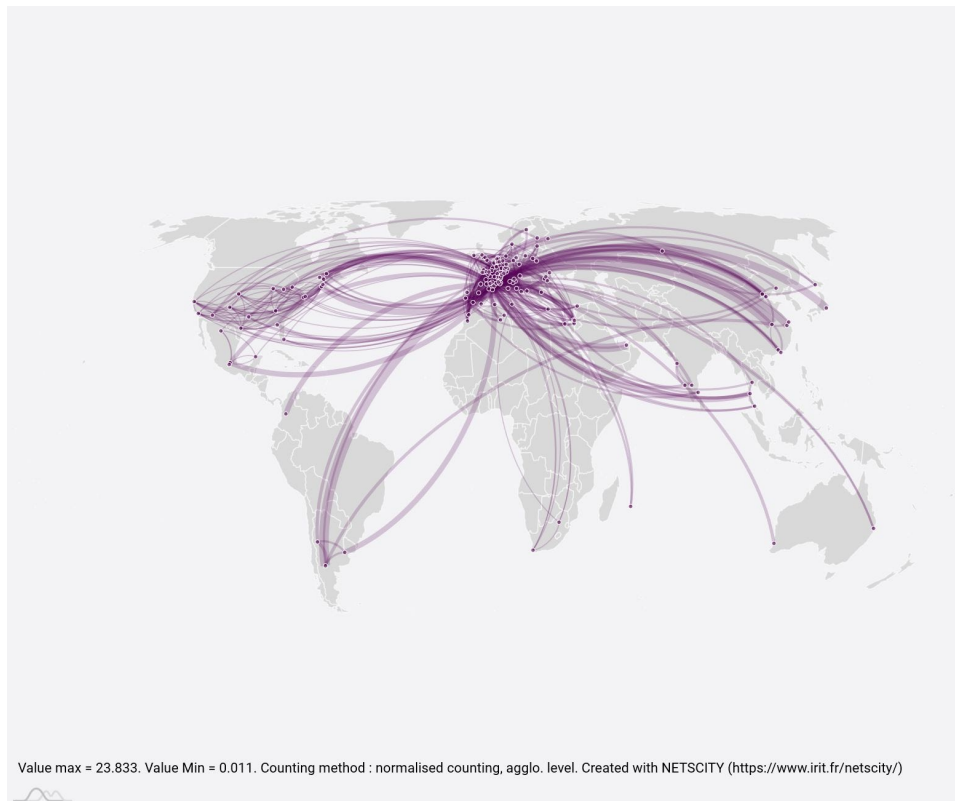 Value max = 23.833. Value Min = 0.011. Counting method : normalised counting, agglo. level. Created with NETSCITY (https://www.irit.fr/netscity/)